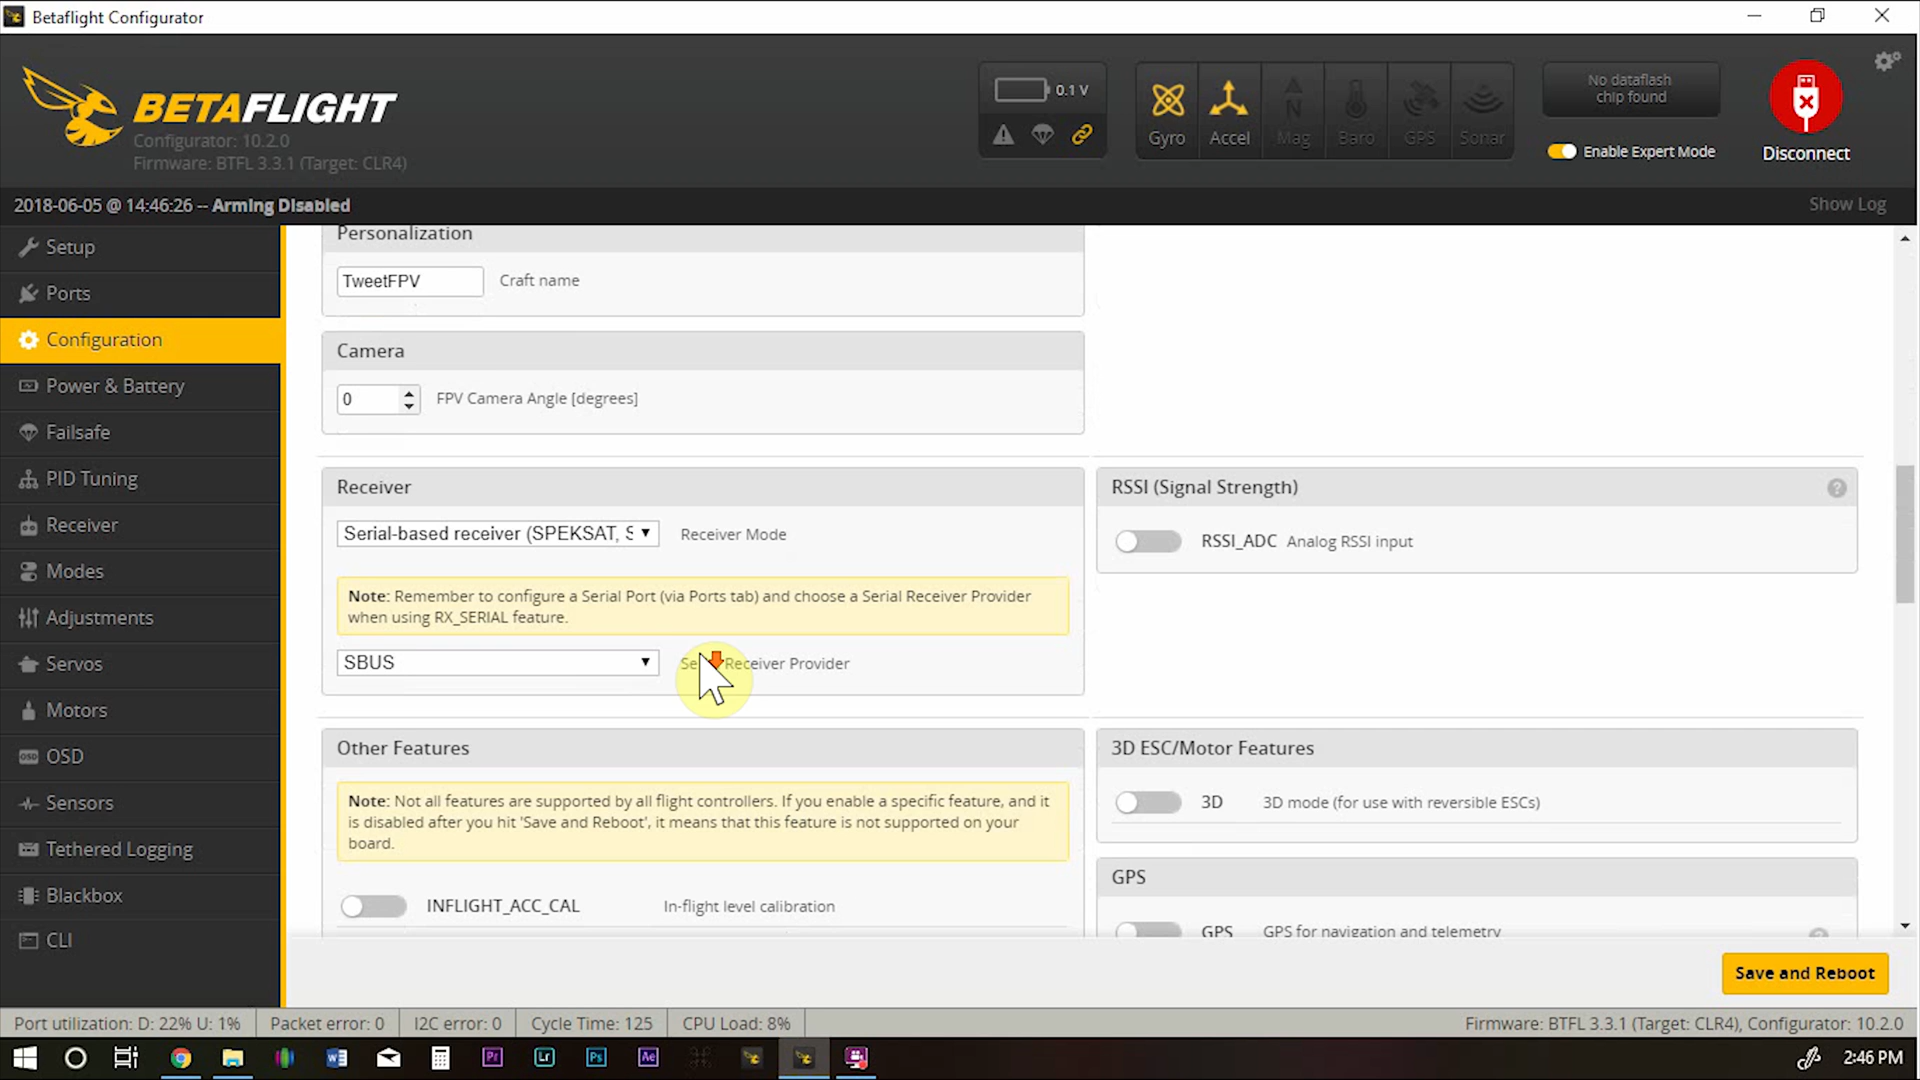 Betaflight Configurator
BETAFLIGHT
Configurator: 10.2.0
Firmware: BTFL 3.3.1 (Target: CLR4)
0.1 V
Gyro
Accel
Mag
Baro
GPS
Sonar
No dataflash
chip found
Enable Expert Mode
Disconnect
2018-06-05 @ 14:46:26 -- Arming Disabled
Show Log
Setup
Ports
Configuration
Power & Battery
Failsafe
PID Tuning
Receiver
Modes
Adjustments
Servos
Motors
OSD
Sensors
Tethered Logging
Blackbox
CLI
Personalization
TweetFPV Craft name
Camera
0 FPV Camera Angle [degrees]
Receiver
Serial-based receiver (SPEKSAT, S Receiver Mode
Note: Remember to configure a Serial Port (via Ports tab) and choose a Serial Receiver Provider
when using RX_SERIAL feature.
SBUS Receiver Provider
RSSI (Signal Strength)
RSSI_ADC Analog RSSI input
Other Features
Note: Not all features are supported by all flight controllers. If you enable a specific feature, and it
is disabled after you hit 'Save and Reboot', it means that this feature is not supported on your
board.
INFLIGHT_ACC_CAL In-flight level calibration
3D ESC/Motor Features
3D 3D mode (for use with reversible ESCs)
GPS
GPS GPS for navigation and telemetry
Save and Reboot
Port utilization: D: 22% U: 1% Packet error: 0 I2C error: 0 Cycle Time: 125 CPU Load: 8%
Firmware: BTFL 3.3.1 (Target: CLR4), Configurator: 10.2.0
Pr
Lr
Ps
Ae
2:46 PM